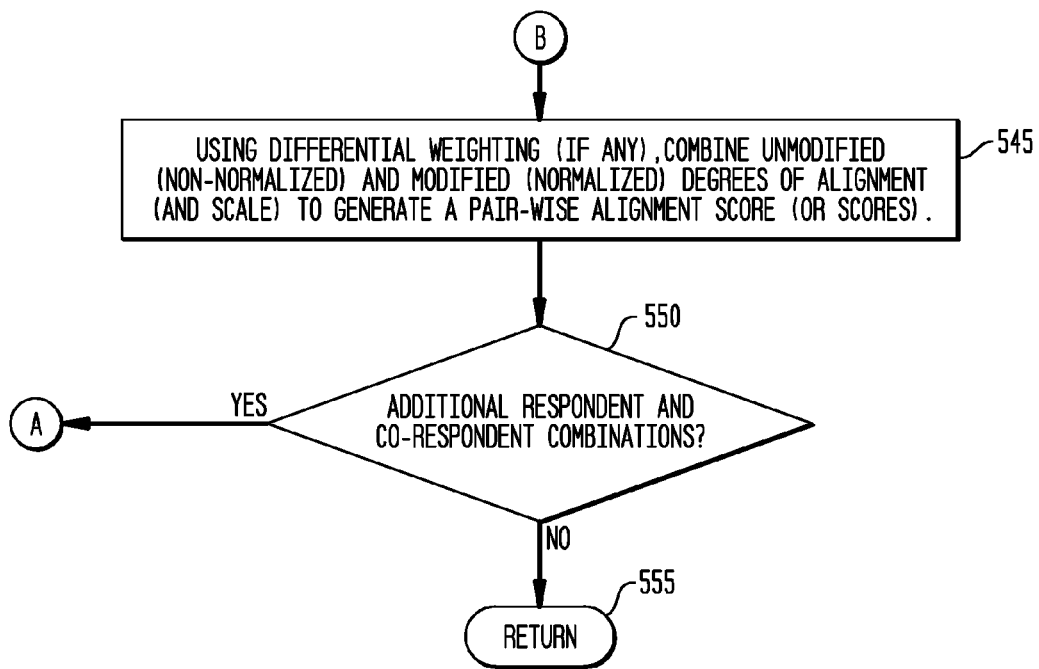 B
USING DIFFERENTIAL WEIGHTING (IF ANY),COMBINE UNMODIFIED
(NON-NORMALIZED) AND MODIFIED (NORMALIZED) DEGREES OF ALIGNMENT
(AND SCALE) TO GENERATE A PAIR-WISE ALIGNMENT SCORE (OR SCORES).
545
550
A
YES
ADDITIONAL RESPONDENT AND
CO-RESPONDENT COMBINATIONS?
NO
555
RETURN